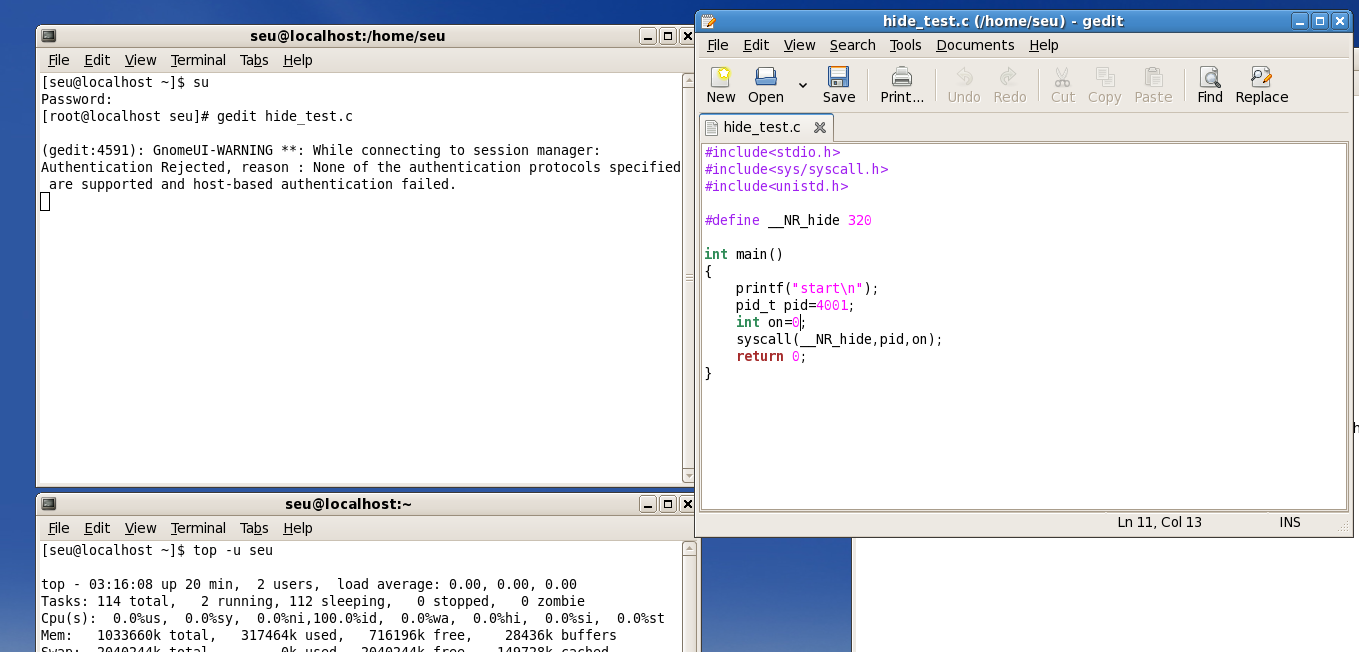 seu@localhost:/home/seu
File Edit View Terminal Tabs Help
[seu@localhost ~]$ su
Password:
[root@localhost seu]# gedit hide_test.c
(gedit:4591): GnomeUI-WARNING **: While connecting to session manager:
Authentication Rejected, reason : None of the authentication protocols specified
are supported and host-based authentication failed.
seu@localhost:~
File Edit View Terminal Tabs Help
[seu@localhost ~]$ top -u seu
top - 03:16:08 up 20 min,  2 users,  load average: 0.00, 0.00, 0.00
Tasks: 114 total,   2 running, 112 sleeping,   0 stopped,   0 zombie
Cpu(s):  0.0%us,  0.0%sy,  0.0%ni,100.0%id,  0.0%wa,  0.0%hi,  0.0%si,  0.0%st
Mem:   1033660k total,   317464k used,   716196k free,    28436k buffers
Swap:  2040244k total,        0k used,  2040244k free,   149728k cached
hide_test.c (/home/seu) - gedit
File Edit View Search Tools Documents Help
New Open Save Print... Undo Redo Cut Copy Paste Find Replace
hide_test.c
#include<stdio.h>
#include<sys/syscall.h>
#include<unistd.h>
#define __NR_hide 320
int main()
{
    printf("start\n");
    pid_t pid=4001;
    int on=0;
    syscall(__NR_hide,pid,on);
    return 0;
}
Ln 11, Col 13 INS